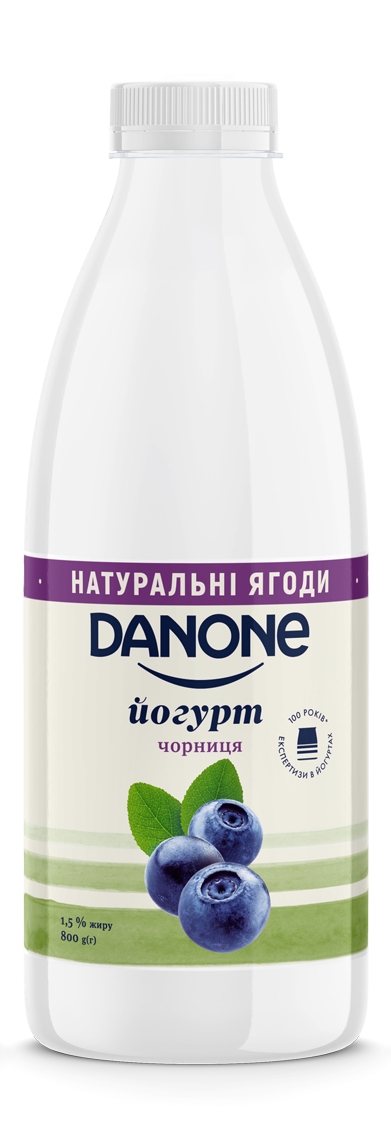 НАТУРАЛЬНІ ЯГОДИ
DANONE
йогурт
чорниця
100 РОКІВ*
ЕКСПЕРТИЗИ В ЙОГУРТАХ
1,5 % жиру
800 g(г)